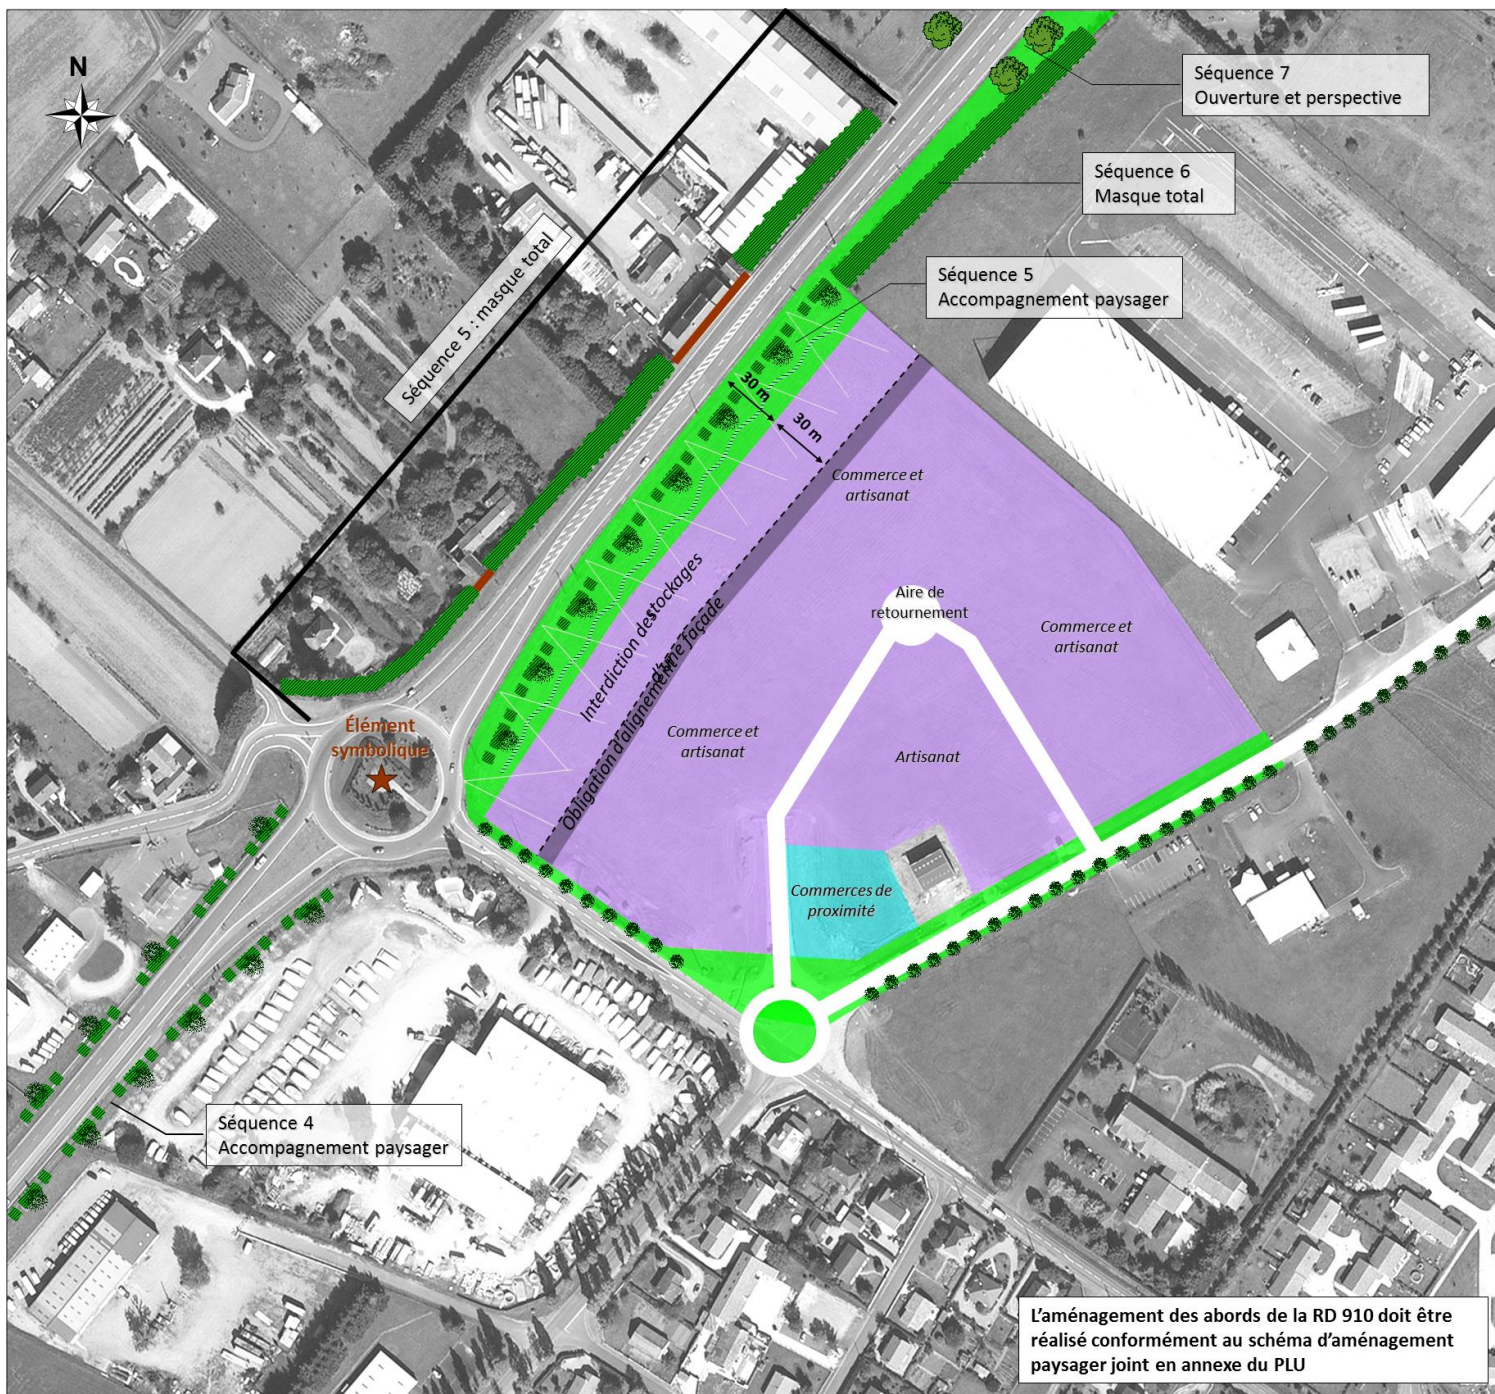 N
Séquence 7
Ouverture et perspective
Séquence 6
Masque total
Séquence 5
Accompagnement paysager
Séquence 5 : masque total
30 m
30 m
Commerce et
artisanat
Interdiction des stockages
Obligation d'alignement d'une façade
Aire de
retournement
Commerce et
artisanat
Commerce et
artisanat
Artisanat
Élément
symbolique
Commerces de
proximité
Séquence 4
Accompagnement paysager
L'aménagement des abords de la RD 910 doit être
réalisé conformément au schéma d'aménagement
paysager joint en annexe du PLU